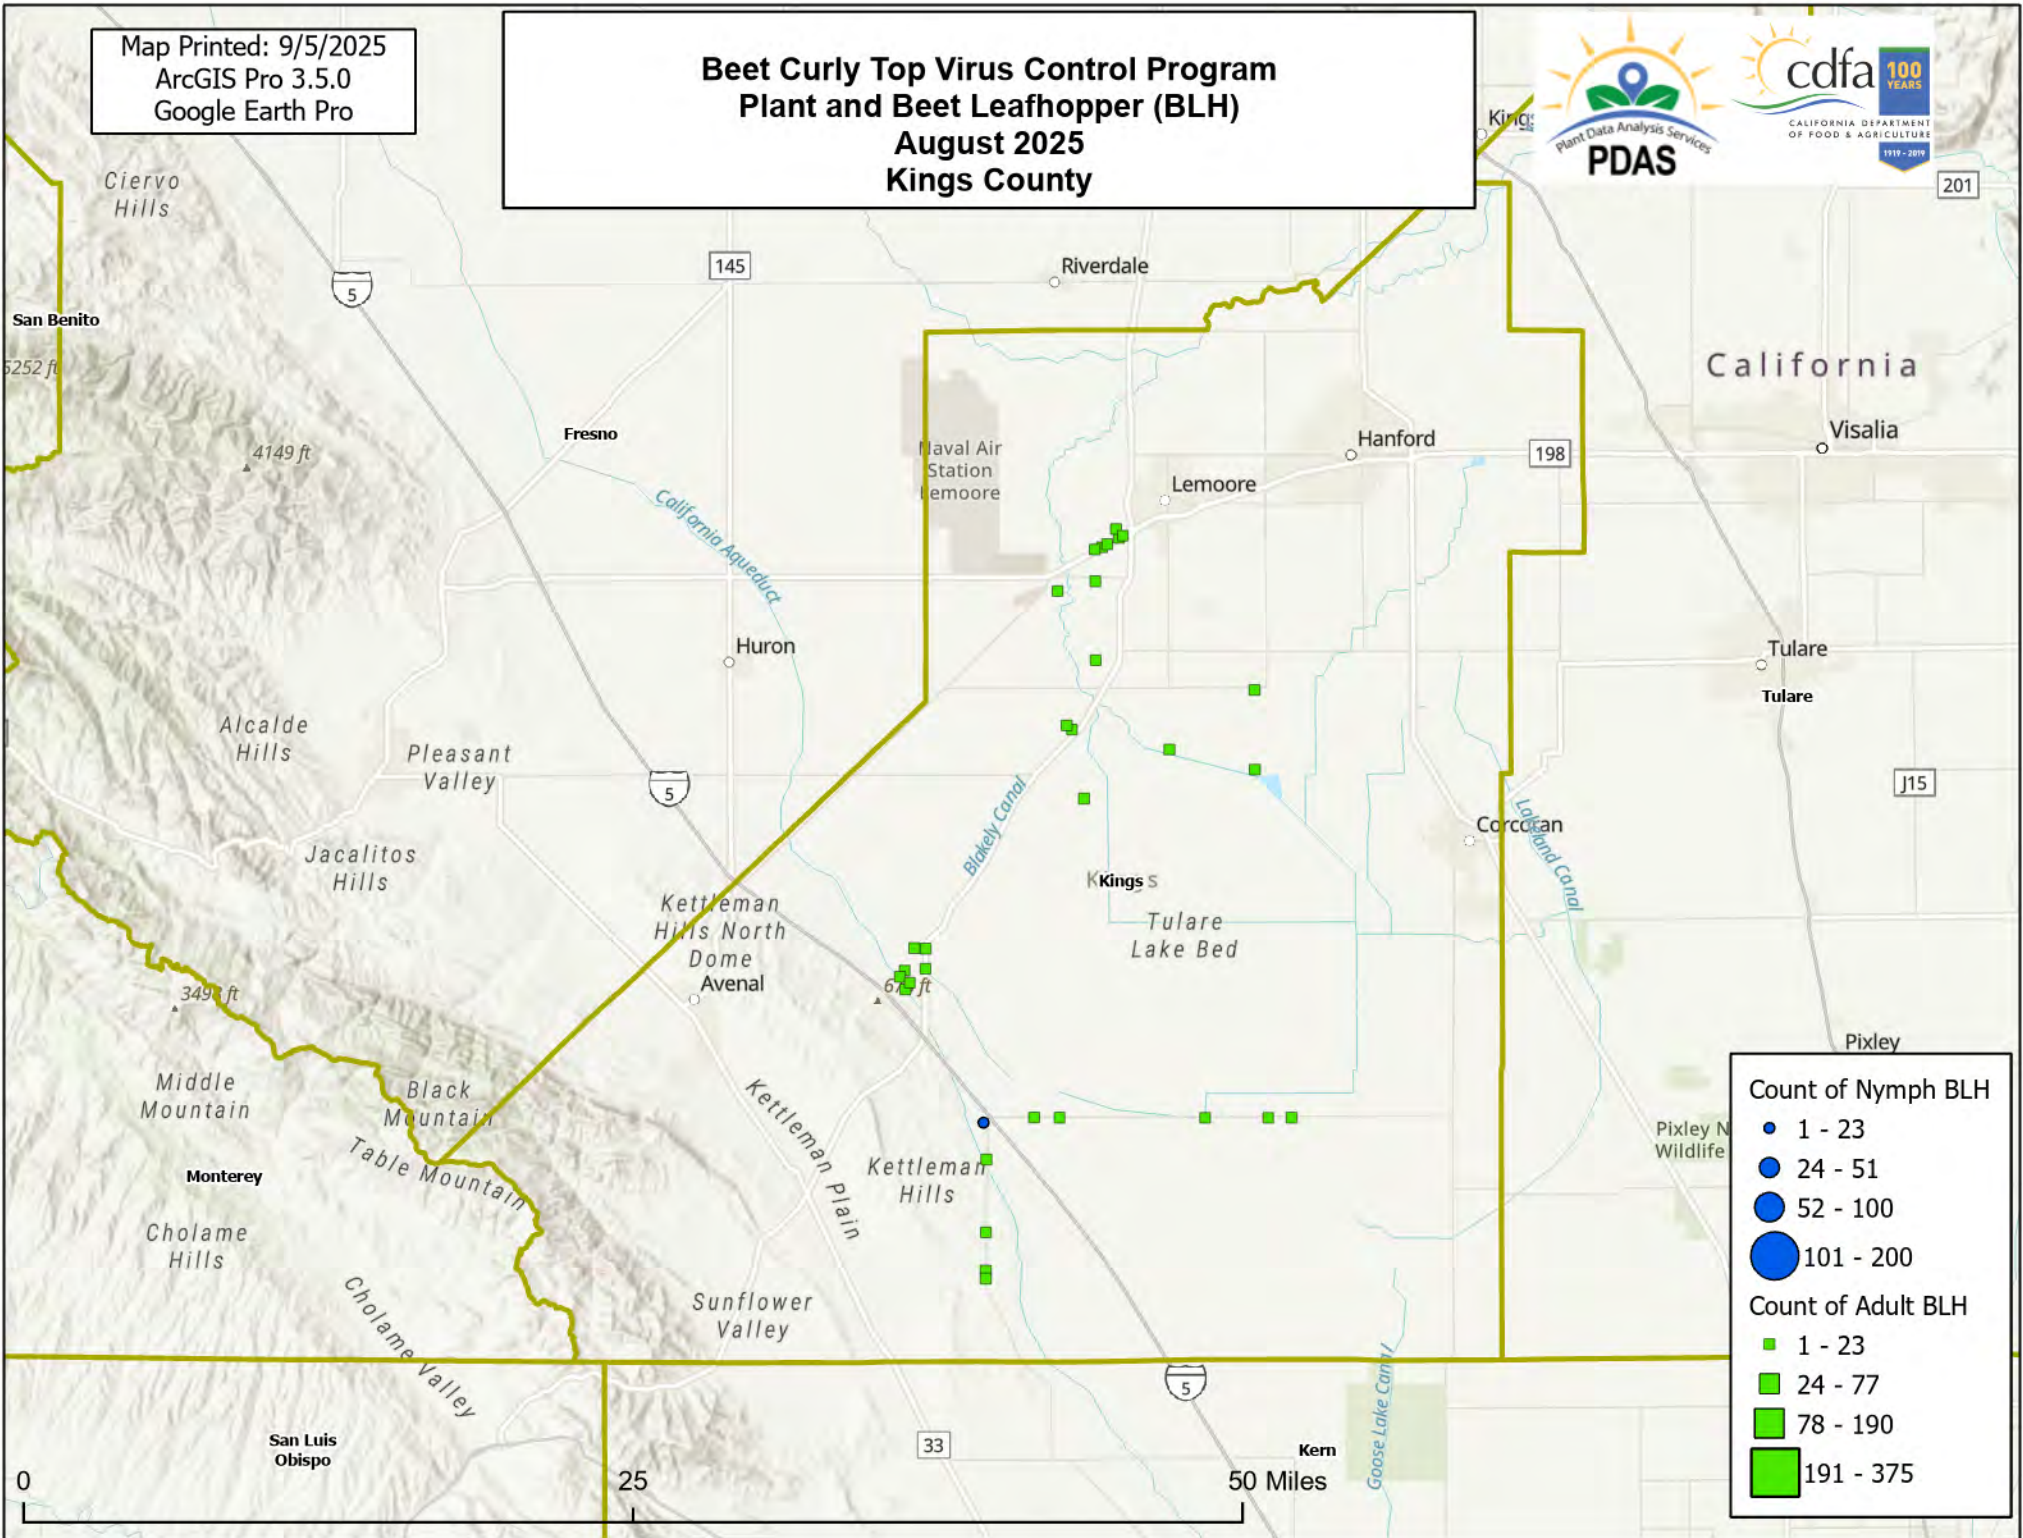 Map Printed: 9/5/2025
ArcGIS Pro 3.5.0
Google Earth Pro
Beet Curly Top Virus Control Program
Plant and Beet Leafhopper (BLH)
August 2025
Kings County
Plant Data Analysis Services
PDAS
cdfa
100
YEARS
CALIFORNIA DEPARTMENT
OF FOOD & AGRICULTURE
1919 - 2019
201
Ciervo
Hills
145
Riverdale
5
San Benito
California
4149 ft
Fresno
Naval Air
Station
Lemoore
Hanford
198
Visalia
Lemoore
California Aqueduct
Huron
Tulare
Tulare
Alcalde
Hills
Pleasant
Valley
5
J15
Blakely Canal
Corcoran
Lakeland Canal
Jacalitos
Hills
Kings
Kettleman
Hills North
Dome
Tulare
Lake Bed
Avenal
Pixley
Middle
Mountain
Black
Mountain
Table Mountain
Kettleman Plain
Kettleman
Hills
Monterey
Cholame
Hills
Cholame Valley
Sunflower
Valley
Pixley N
Wildlife
Count of Nymph BLH
1 - 23
24 - 51
52 - 100
101 - 200
Count of Adult BLH
1 - 23
24 - 77
78 - 190
191 - 375
5
Goose Lake Canal
San Luis
Obispo
33
Kern
0
25
50 Miles